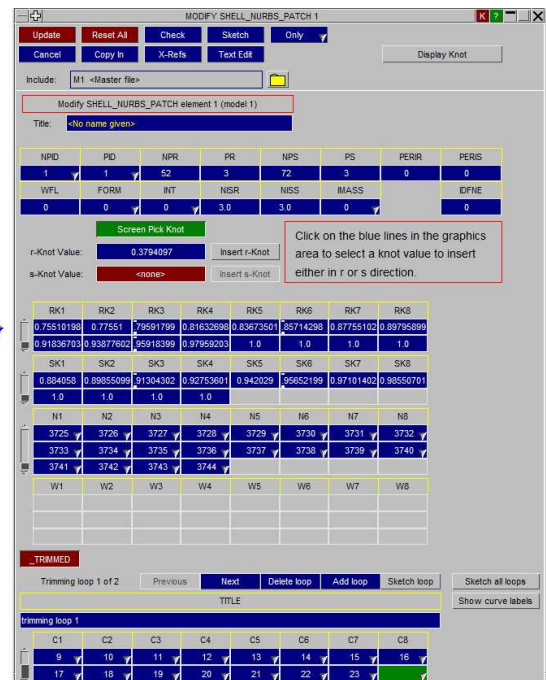 MODIFY SHELL_NURBS_PATCH 1 K ?
Update Reset All Check Sketch Only
Cancel Copy In X-Refs Text Edit Display Knot
Include: M1 <Master file>
Modify SHELL_NURBS_PATCH element 1 (model 1)
Title: <No name given>
NPID PID NPR PR NPS PS PERIR PERIS
1 1 52 3 72 3 0 0
WFL FORM INT NISR NISS IMASS IDFNE
0 0 0 3.0 3.0 0 0
Screen Pick Knot
r-Knot Value: 0.3794097 Insert r-Knot
s-Knot Value: <none> Insert s-Knot
Click on the blue lines in the graphics
area to select a knot value to insert
either in r or s direction.
RK1 RK2 RK3 RK4 RK5 RK6 RK7 RK8
0.75510198 0.77551 .79591799 0.81632698 0.83673501 .85714298 0.87755102 0.89795899
0.91836703 0.93877602 .95918399 0.97959203 1.0 1.0 1.0 1.0
SK1 SK2 SK3 SK4 SK5 SK6 SK7 SK8
0.884058 0.89855099 .91304302 0.92753601 0.942029 .95652199 0.97101402 0.98550701
1.0 1.0 1.0 1.0
N1 N2 N3 N4 N5 N6 N7 N8
3725 3726 3727 3728 3729 3730 3731 3732
3733 3734 3735 3736 3737 3738 3739 3740
3741 3742 3743 3744
W1 W2 W3 W4 W5 W6 W7 W8
_TRIMMED
Trimming loop 1 of 2 Previous Next Delete loop Add loop Sketch loop Sketch all loops
TITLE Show curve labels
trimming loop 1
C1 C2 C3 C4 C5 C6 C7 C8
9 10 11 12 13 14 15 16
17 18 19 20 21 22 23